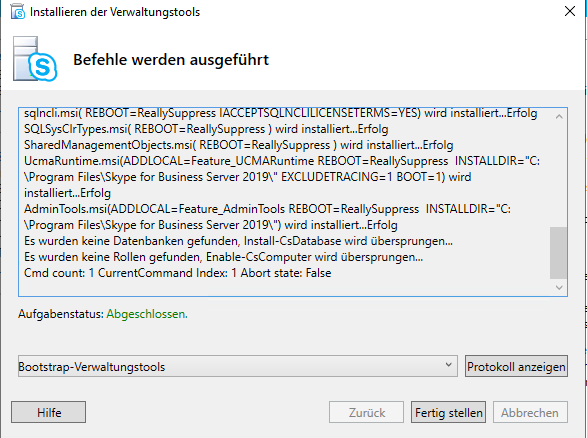 Installieren der Verwaltungstools
Befehle werden ausgeführt
sqlncli.msi( REBOOT=ReallySuppress IACCEPTSQLNCLILICENSETERMS=YES) wird installiert...Erfolg
SQLSysClrTypes.msi( REBOOT=ReallySuppress ) wird installiert...Erfolg
SharedManagementObjects.msi( REBOOT=ReallySuppress ) wird installiert...Erfolg
UcmaRuntime.msi(ADDLOCAL=Feature_UCMARuntime REBOOT=ReallySuppress  INSTALLDIR="C:
\Program Files\Skype for Business Server 2019\" EXCLUDETRACING=1 BOOT=1) wird
installiert...Erfolg
AdminTools.msi(ADDLOCAL=Feature_AdminTools REBOOT=ReallySuppress  INSTALLDIR="C:
\Program Files\Skype for Business Server 2019\") wird installiert...Erfolg
Es wurden keine Datenbanken gefunden, Install-CsDatabase wird übersprungen...
Es wurden keine Rollen gefunden, Enable-CsComputer wird übersprungen...
Cmd count: 1 CurrentCommand Index: 1 Abort state: False
Aufgabenstatus: Abgeschlossen.
Bootstrap-Verwaltungstools
Protokoll anzeigen
Hilfe
Zurück
Fertig stellen
Abbrechen